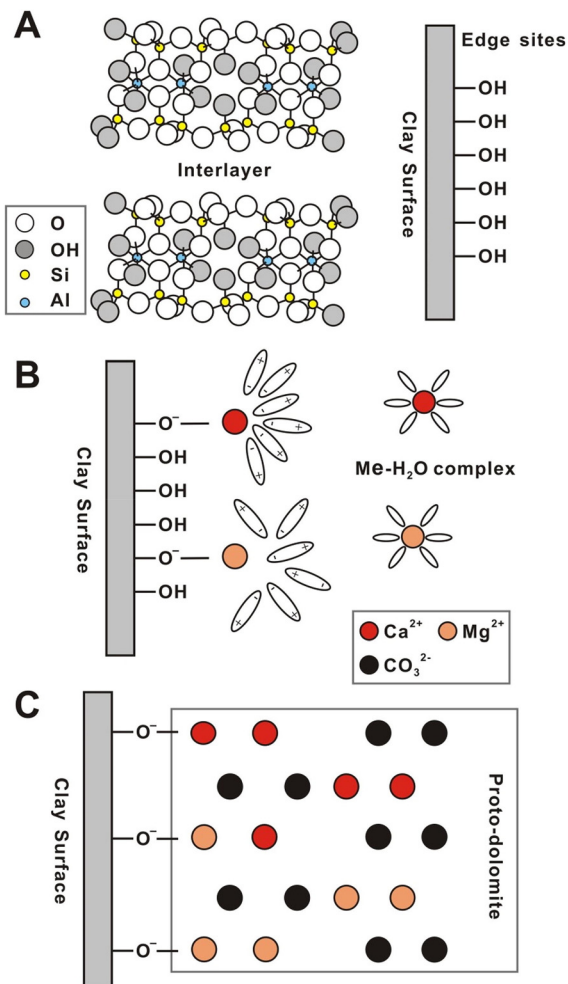 A
Edge sites
Clay Surface
OH
OH
OH
OH
OH
OH
Interlayer
O
OH
Si
Al
B
Clay Surface
O⁻
OH
OH
OH
O⁻
OH
Me-H₂O complex
Ca²⁺
Mg²⁺
CO₃²⁻
C
Clay Surface
O⁻
O⁻
O⁻
Proto-dolomite